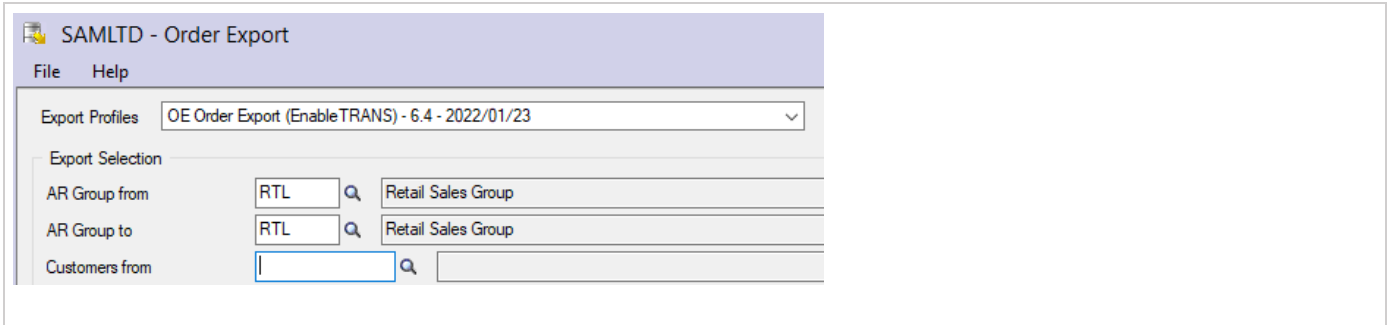 SAMLTD - Order Export
File Help
Export Profiles OE Order Export (EnableTRANS) - 6.4 - 2022/01/23
Export Selection
AR Group from RTL Retail Sales Group
AR Group to RTL Retail Sales Group
Customers from